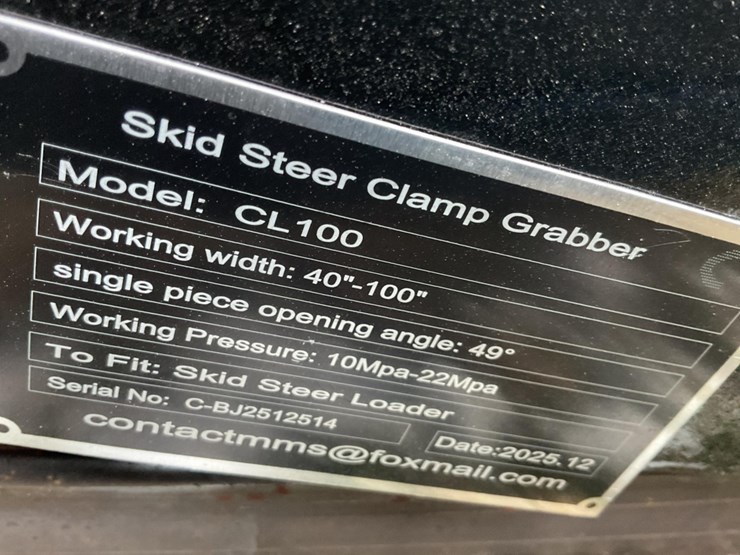 Skid Steer Clamp Grabber
Model: CL100
Working width: 40"-100"
single piece opening angle: 49°
Working Pressure: 10Mpa-22Mpa
To Fit: Skid Steer Loader
Serial No: C-BJ2512514 Date:2025.12
contactmms@foxmail.com